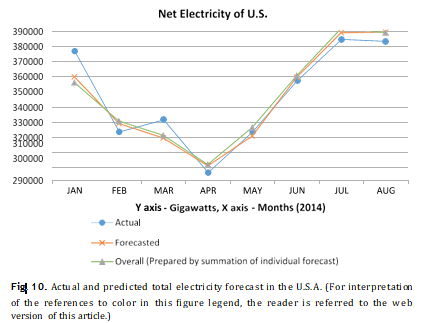 Net Electricity of U.S.
390000
380000
370000
360000
350000
340000
330000
320000
310000
300000
290000
JAN FEB MAR APR MAY JUN JUL AUG
Y axis - Gigawatts, X axis - Months (2014)
Actual
Forecasted
Overall (Prepared by summation of individual forecast)
Fig. 10. Actual and predicted total electricity forecast in the U.S.A. (For interpretation
of the references to color in this figure legend, the reader is referred to the web
version of this article.)